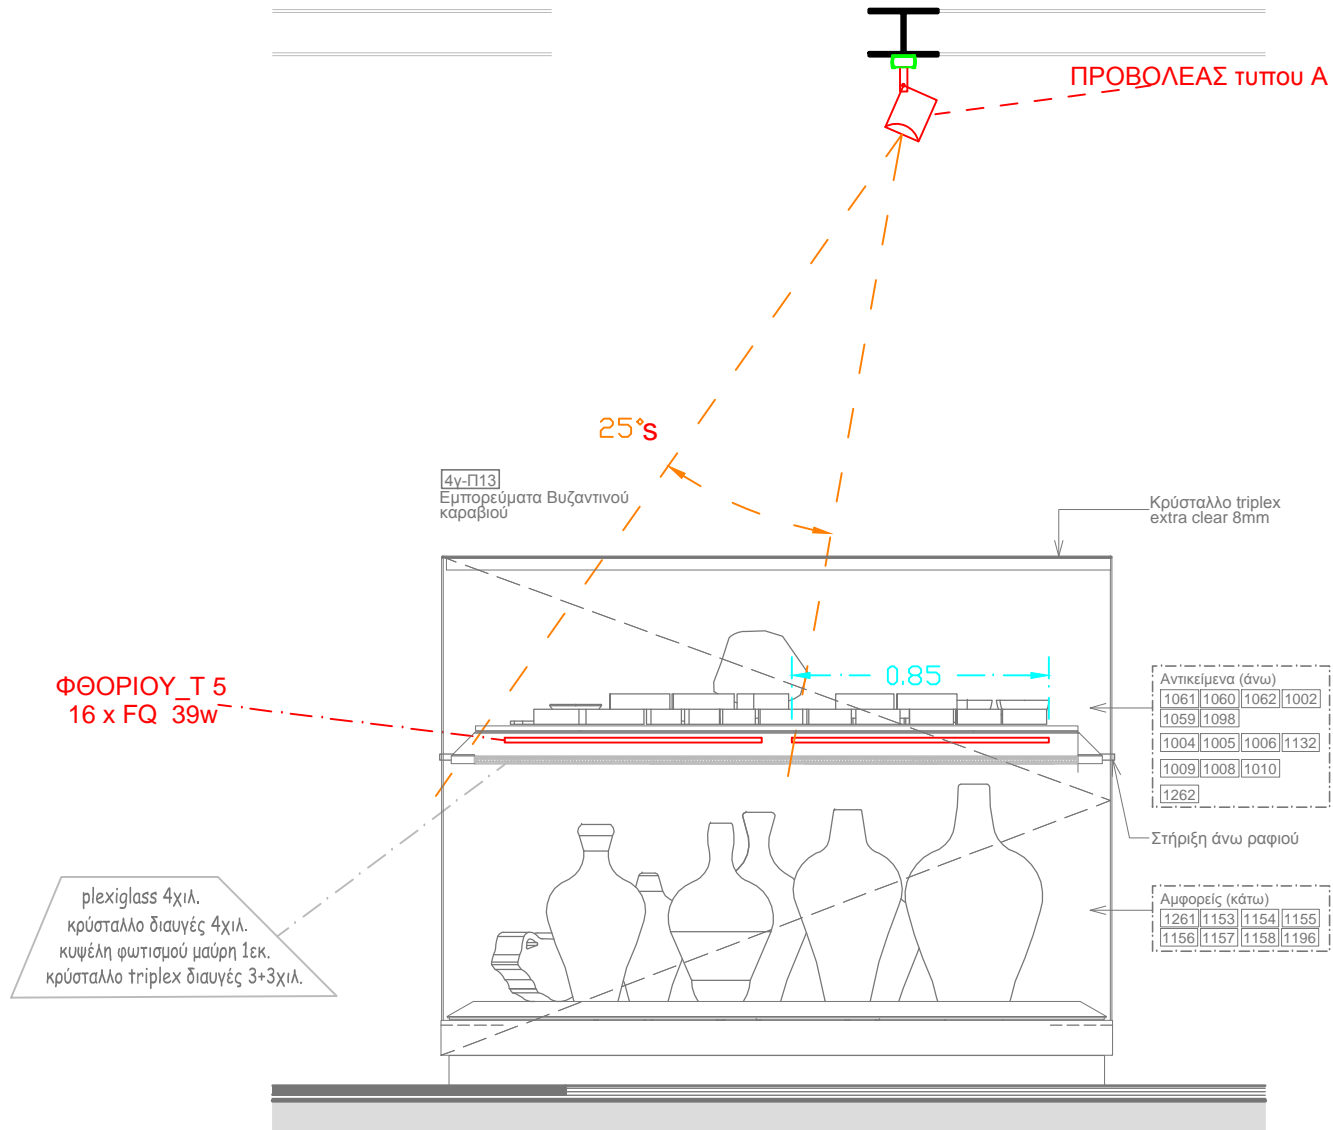 ΠΡΟΒΟΛΕΑΣ τυπου Α
25°s
4γ-Π13
Εμπορεύματα Βυζαντινού
καραβιού
Κρύσταλλο triplex
extra clear 8mm
0,85
ΦΘΟΡΙΟΥ_Τ 5
16 x FQ 39w
Αντικείμενα (άνω)
1061 1060 1062 1002
1059 1098
1004 1005 1006 1132
1009 1008 1010
1262
Στήριξη άνω ραφιού
plexiglass 4χιλ.
κρύσταλλο διαυγές 4χιλ.
κυψέλη φωτισμού μαύρη 1εκ.
κρύσταλλο triplex διαυγές 3+3χιλ.
Αμφορείς (κάτω)
1261 1153 1154 1155
1156 1157 1158 1196